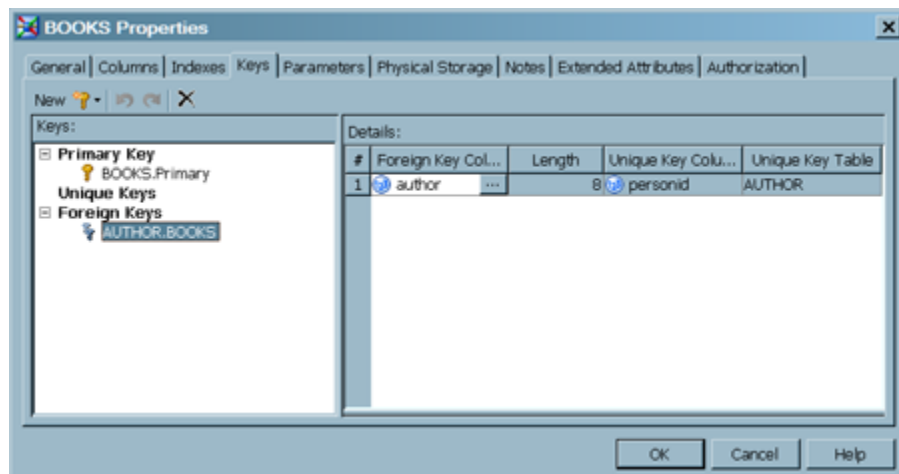 BOOKS Properties
General Columns Indexes Keys Parameters Physical Storage Notes Extended Attributes Authorization
New
Keys:
Primary Key
BOOKS.Primary
Unique Keys
Foreign Keys
AUTHOR.BOOKS
Details:
# Foreign Key Col... Length Unique Key Colu... Unique Key Table
1 author ... 8 personid AUTHOR
OK Cancel Help